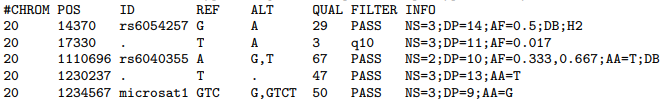 #CHROM POS ID REF ALT QUAL FILTER INFO
20 14370 rs6054257 G A 29 PASS NS=3;DP=14;AF=0.5;DB;H2
20 17330 . T A 3 q10 NS=3;DP=11;AF=0.017
20 1110696 rs6040355 A G,T 67 PASS NS=2;DP=10;AF=0.333,0.667;AA=T;DB
20 1230237 . T . 47 PASS NS=3;DP=13;AA=T
20 1234567 microsat1 GTC G,GTCT 50 PASS NS=3;DP=9;AA=G